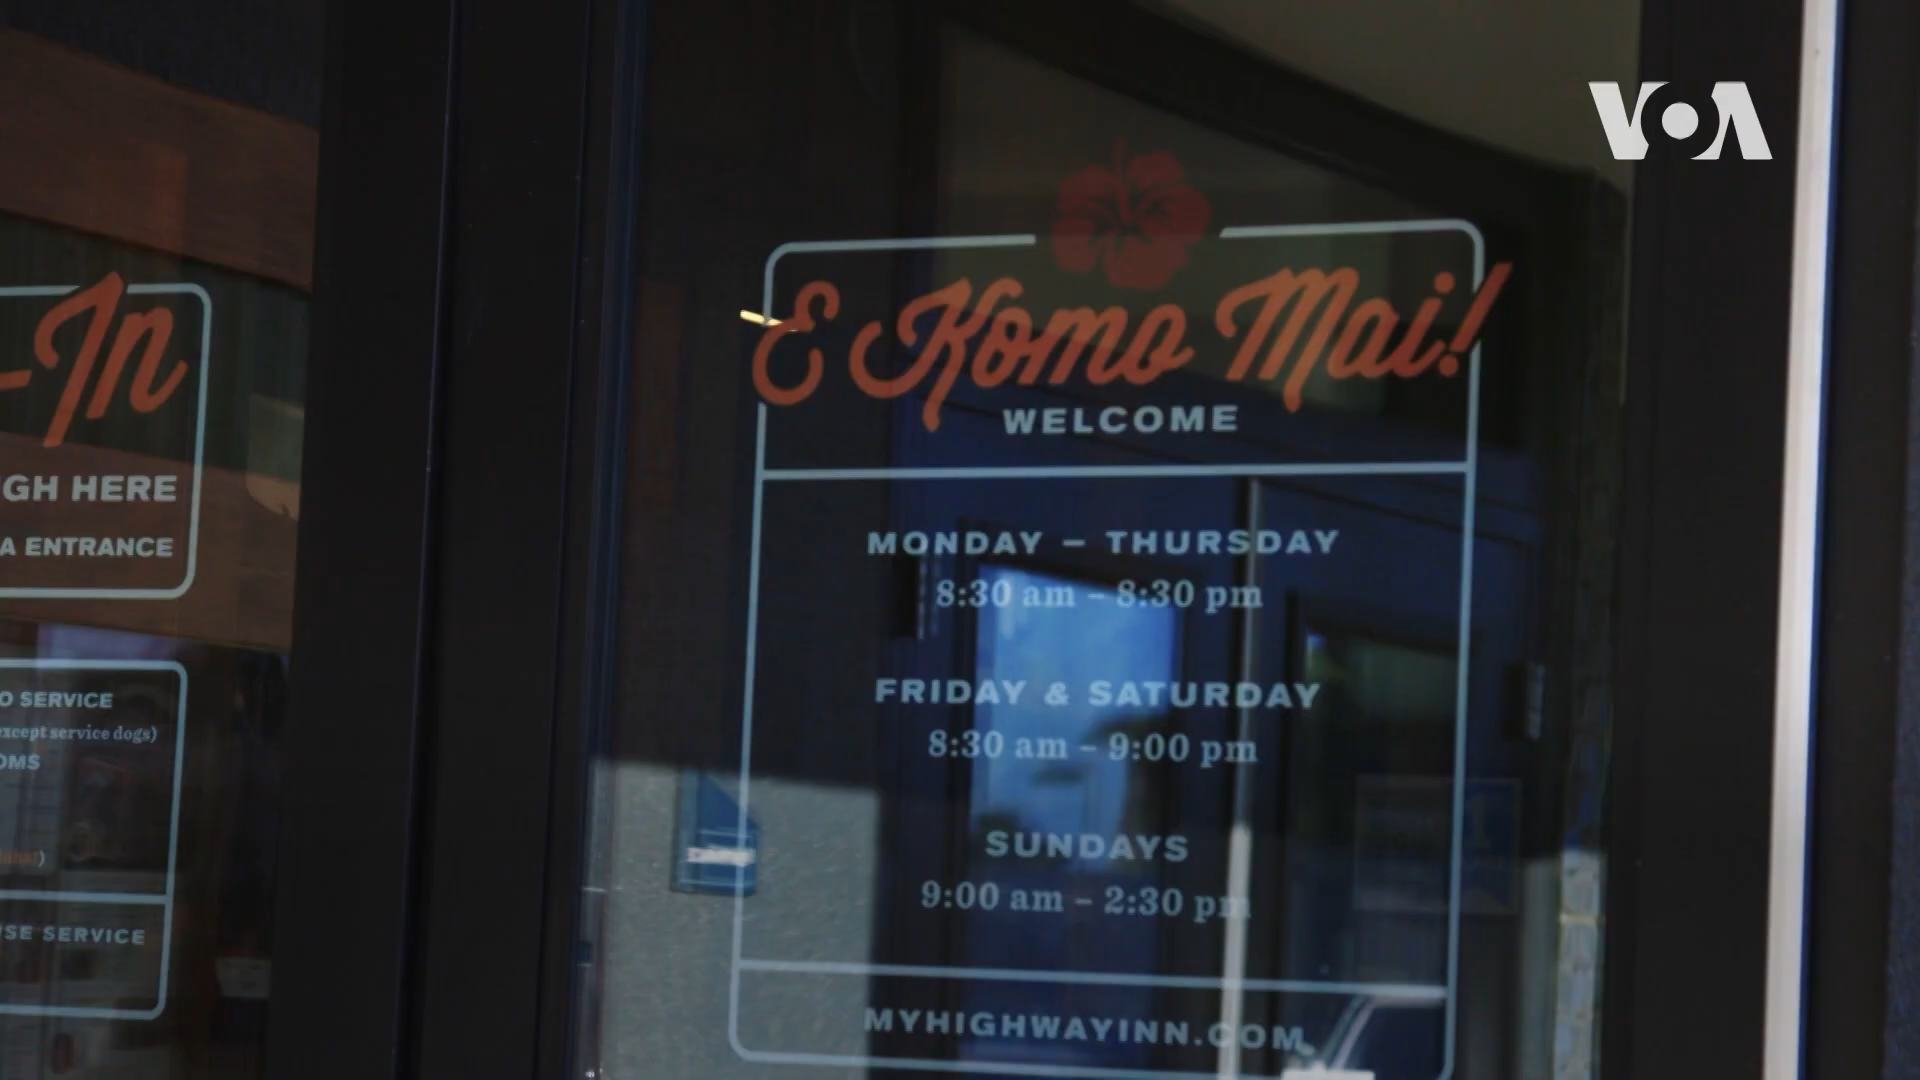 VOA
-In
GH HERE
A ENTRANCE
O SERVICE
except service dogs)
OMS
SE SERVICE
E Komo Mai!
WELCOME
MONDAY – THURSDAY
8:30 am – 8:30 pm
FRIDAY & SATURDAY
8:30 am – 9:00 pm
SUNDAYS
9:00 am – 2:30 pm
MYHIGHWAYINN.COM